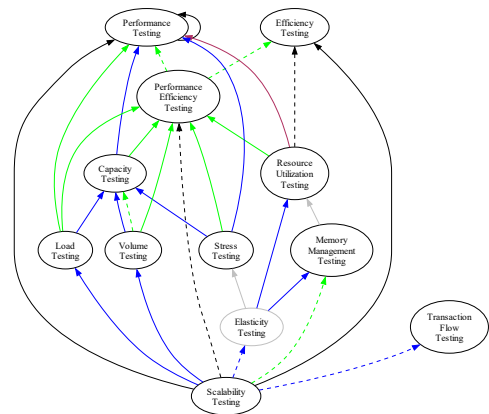 Performance
Testing
Efficiency
Testing
Performance
Efficiency
Testing
Capacity
Testing
Resource
Utilization
Testing
Load
Testing
Volume
Testing
Stress
Testing
Memory
Management
Testing
Elasticity
Testing
Transaction
Flow
Testing
Scalability
Testing